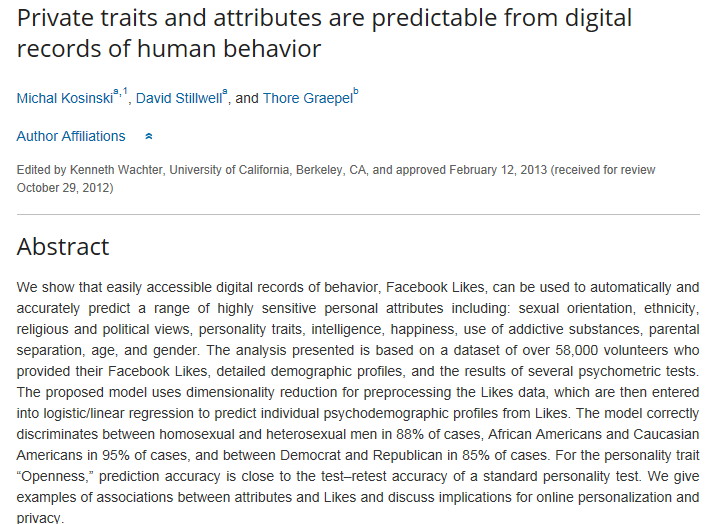 Private traits and attributes are predictable from digital
records of human behavior
Michal Kosinskia,1, David Stillwella, and Thore Graepelb
Author Affiliations
Edited by Kenneth Wachter, University of California, Berkeley, CA, and approved February 12, 2013 (received for review
October 29, 2012)
Abstract
We show that easily accessible digital records of behavior, Facebook Likes, can be used to automatically and
accurately predict a range of highly sensitive personal attributes including: sexual orientation, ethnicity,
religious and political views, personality traits, intelligence, happiness, use of addictive substances, parental
separation, age, and gender. The analysis presented is based on a dataset of over 58,000 volunteers who
provided their Facebook Likes, detailed demographic profiles, and the results of several psychometric tests.
The proposed model uses dimensionality reduction for preprocessing the Likes data, which are then entered
into logistic/linear regression to predict individual psychodemographic profiles from Likes. The model correctly
discriminates between homosexual and heterosexual men in 88% of cases, African Americans and Caucasian
Americans in 95% of cases, and between Democrat and Republican in 85% of cases. For the personality trait
“Openness,” prediction accuracy is close to the test–retest accuracy of a standard personality test. We give
examples of associations between attributes and Likes and discuss implications for online personalization and
privacy.